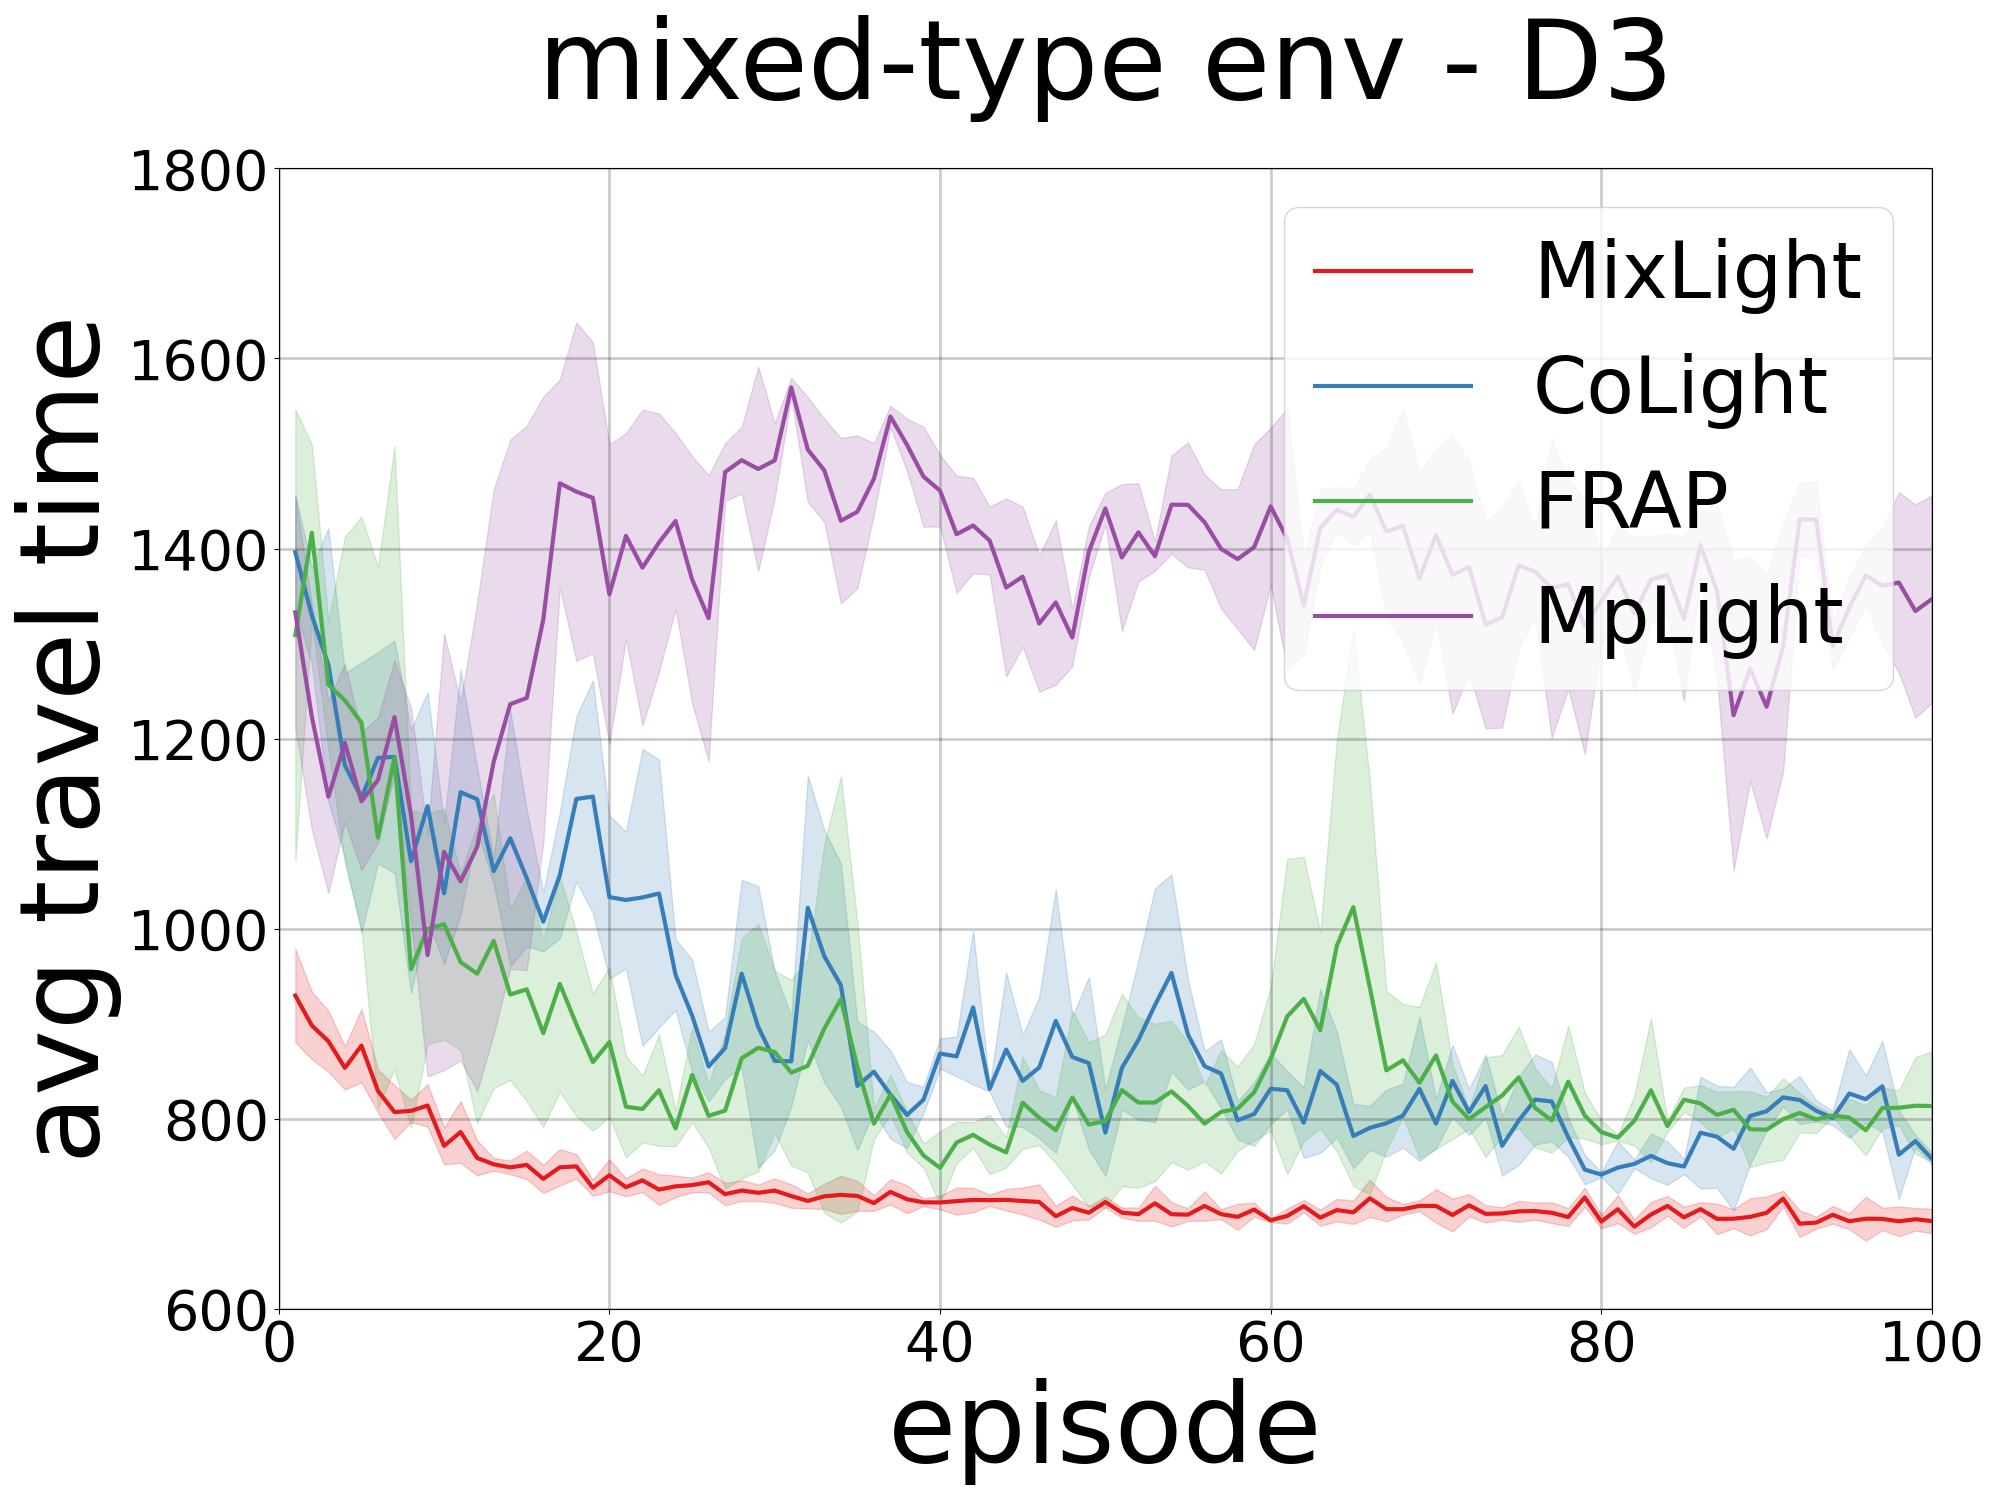 mixed-type env - D3
avg travel time
1800
1600
1400
1200
1000
800
600
0 20 40 60 80 100
episode
MixLight
CoLight
FRAP
MpLight